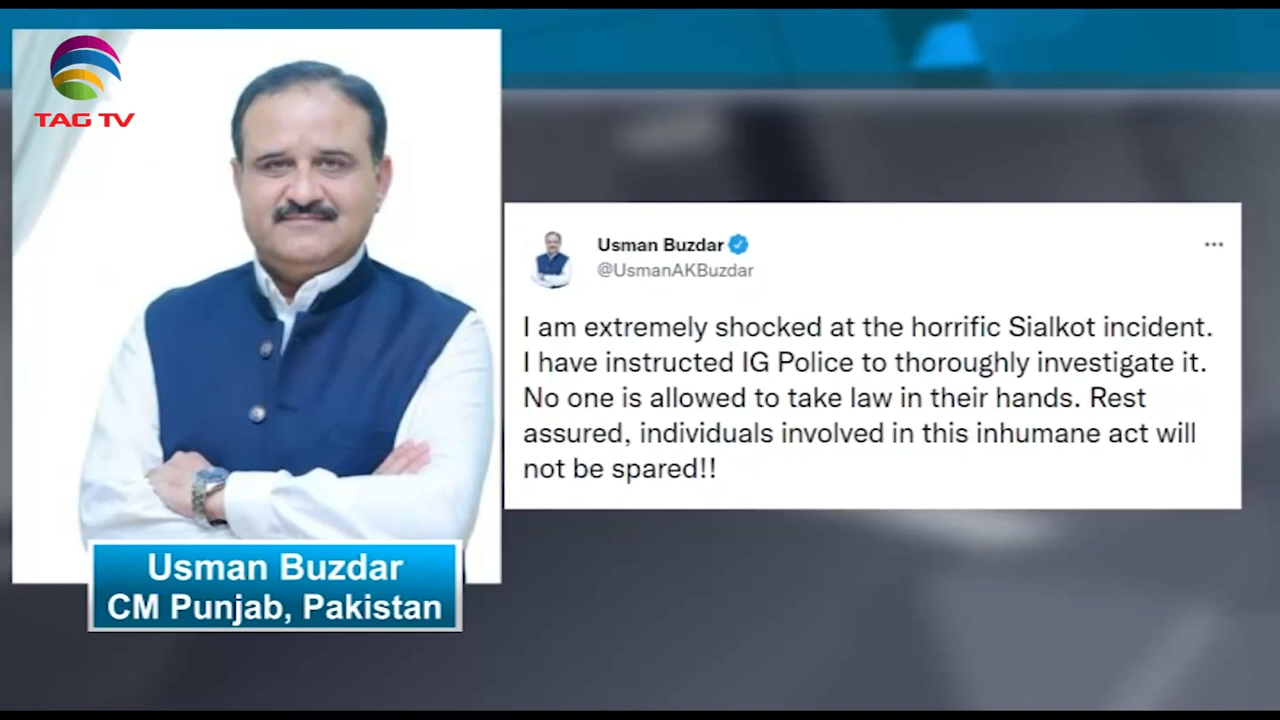 TAG TV
Usman Buzdar
@UsmanAKBuzdar
I am extremely shocked at the horrific Sialkot incident.
I have instructed IG Police to thoroughly investigate it.
No one is allowed to take law in their hands. Rest
assured, individuals involved in this inhumane act will
not be spared!!
Usman Buzdar
CM Punjab, Pakistan